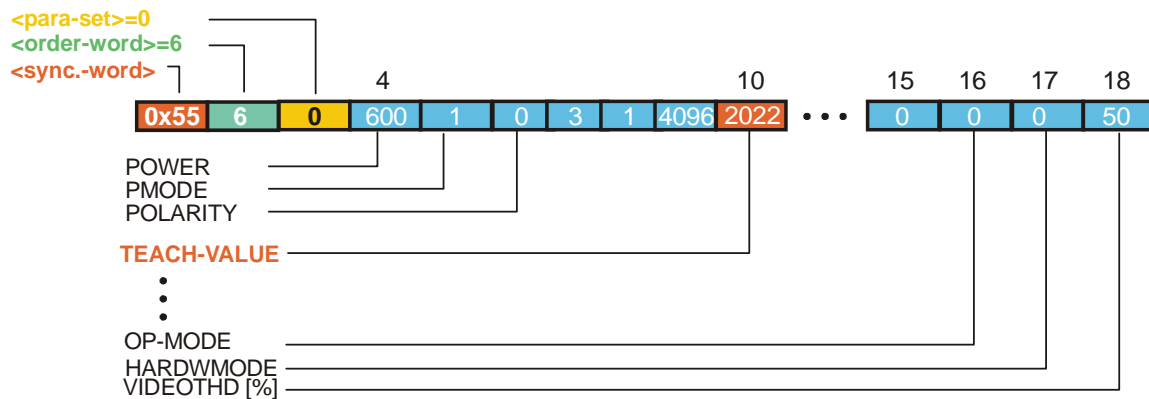 <para-set>=0
<order-word>=6
<sync.-word>
4 10 15 16 17 18
0x55 6 0 600 1 0 3 1 4096 2022 • • • 0 0 0 50
POWER
PMODE
POLARITY
TEACH-VALUE
OP-MODE
HARDWMODE
VIDEOTHD [%]